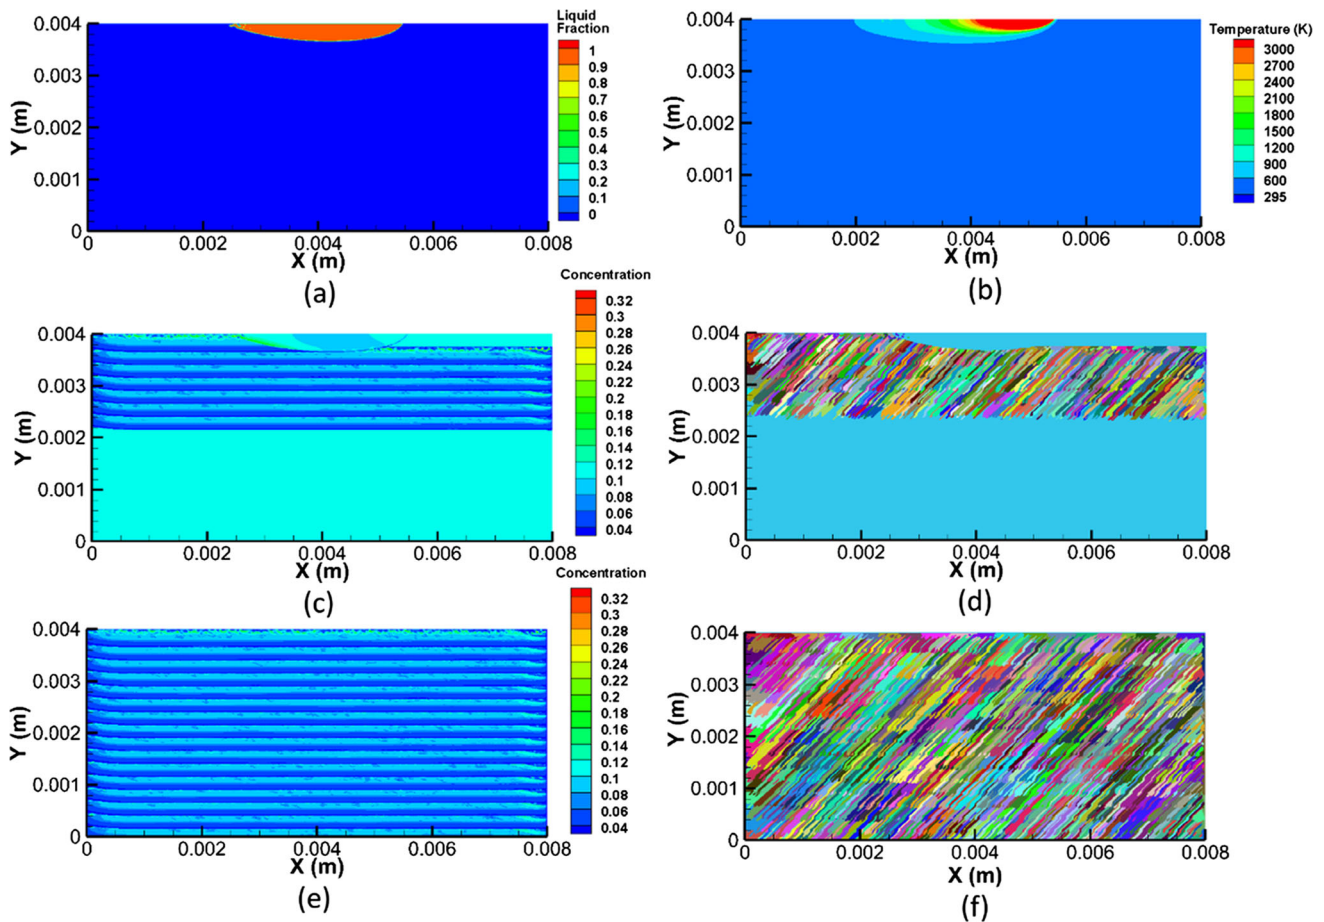 0.004
0.003
0.002
0.001
0
Y (m)
0 0.002 0.004 0.006 0.008
X (m)
(a)
Liquid
Fraction
1
0.9
0.8
0.7
0.6
0.5
0.4
0.3
0.2
0.1
0
0.004
0.003
0.002
0.001
0
Y (m)
0 0.002 0.004 0.006 0.008
X (m)
(b)
Temperature (K)
3000
2700
2400
2100
1800
1500
1200
900
600
295
0.004
0.003
0.002
0.001
0
Y (m)
0 0.002 0.004 0.006 0.008
X (m)
(c)
Concentration
0.32
0.3
0.28
0.26
0.24
0.22
0.2
0.18
0.16
0.14
0.12
0.1
0.08
0.06
0.04
0.004
0.003
0.002
0.001
0
Y (m)
0 0.002 0.004 0.006 0.008
X (m)
(d)
0.004
0.003
0.002
0.001
0
Y (m)
0 0.002 0.004 0.006 0.008
X (m)
(e)
Concentration
0.32
0.3
0.28
0.26
0.24
0.22
0.2
0.18
0.16
0.14
0.12
0.1
0.08
0.06
0.04
0.004
0.003
0.002
0.001
0
Y (m)
0 0.002 0.004 0.006 0.008
X (m)
(f)